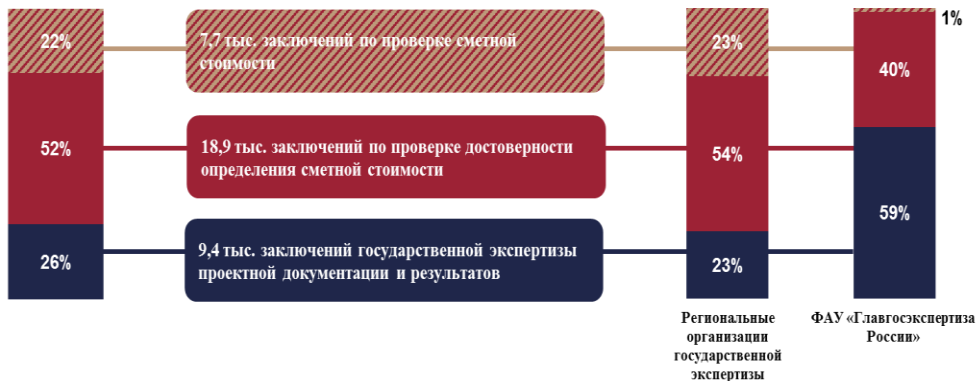 22%
7,7 тыс. заключений по проверке сметной
стоимости
23%
1%
40%
52%
18,9 тыс. заключений по проверке достоверности
определения сметной стоимости
54%
59%
26%
9,4 тыс. заключений государственной экспертизы
проектной документации и результатов
23%
Региональные
организации
государственной
экспертизы
ФАУ «Главгосэкспертиза
России»